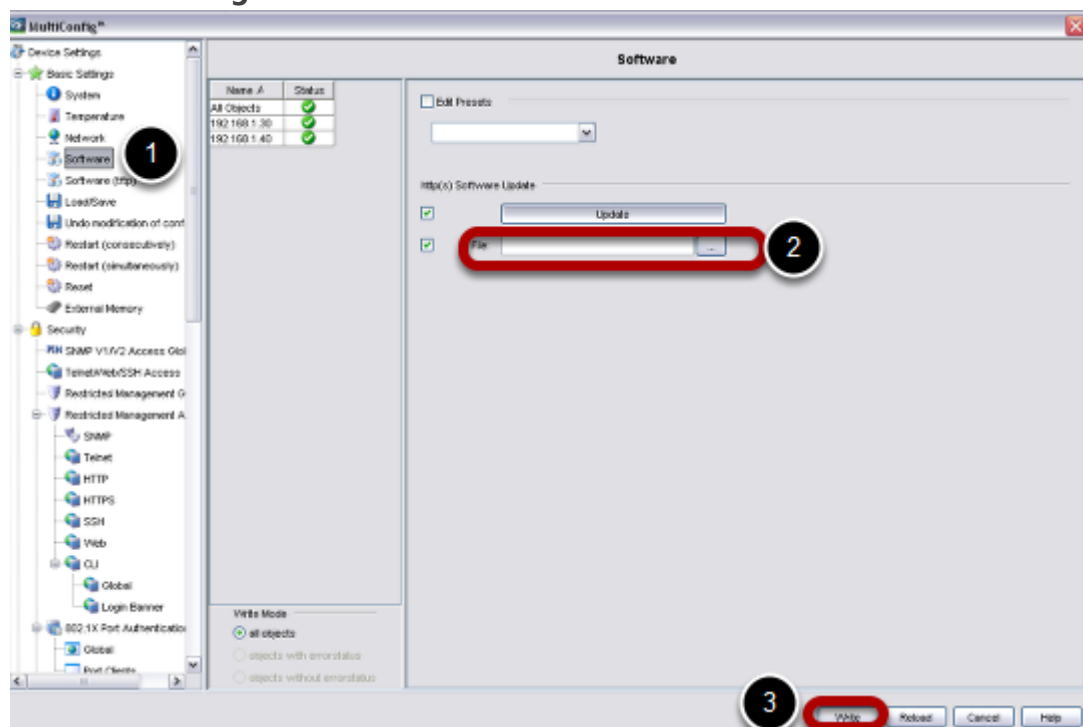 MultiConfig™
Device Settings
Basic Settings
System
Temperature
Network
Software
Software (tftp)
Load/Save
Undo modification of conf
Restart (consecutively)
Restart (simultaneously)
Reset
External Memory
Security
SNMP V1/V2 Access Glo
Telnet/Web/SSH Access
Restricted Management G
Restricted Management A
SNMP
Telnet
HTTP
HTTPS
SSH
Web
CLI
Global
Login Banner
802.1X Port Authentication
Global
Port Clients
1
Software
Name
Status
All Objects
192.168.1.30
192.168.1.40
Edit Presets
Http(s) Software Update
Update
File
...
2
Write Mode
all objects
objects with errorstatus
objects without errorstatus
3
Write
Reload
Cancel
Help